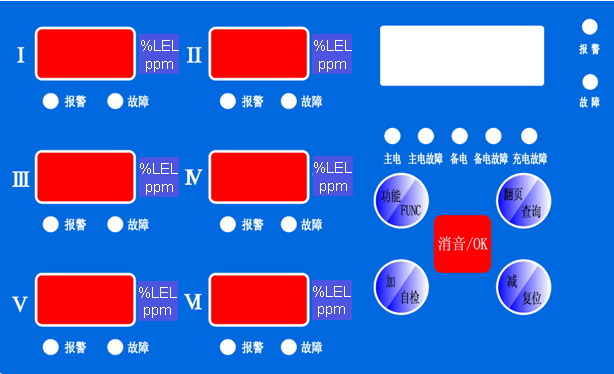 I
%LEL
ppm
报警
故障
II
%LEL
ppm
报警
故障
III
%LEL
ppm
报警
故障
IV
%LEL
ppm
报警
故障
V
%LEL
ppm
报警
故障
VI
%LEL
ppm
报警
故障
报警
故障
主电
主电故障
备电
备电故障
充电故障
功能
FUNC
翻页
查询
消音/OK
加
自检
减
复位